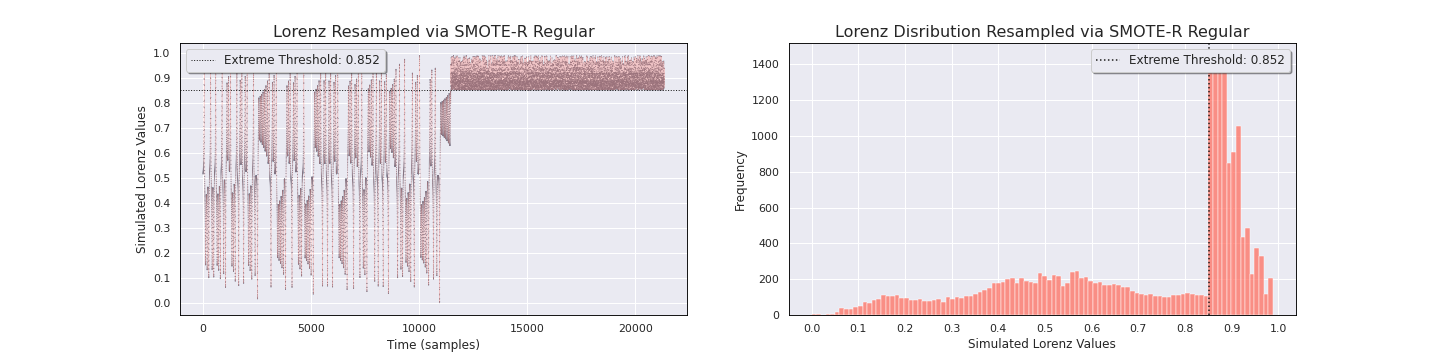 Lorenz Resampled via SMOTE-R Regular
Extreme Threshold: 0.852
1.0
0.9
0.8
0.7
0.6
0.5
0.4
0.3
0.2
0.1
0.0
Simulated Lorenz Values
0 5000 10000 15000 20000
Time (samples)
Lorenz Disribution Resampled via SMOTE-R Regular
Extreme Threshold: 0.852
1400
1200
1000
800
600
400
200
0
Frequency
0.0 0.1 0.2 0.3 0.4 0.5 0.6 0.7 0.8 0.9 1.0
Simulated Lorenz Values